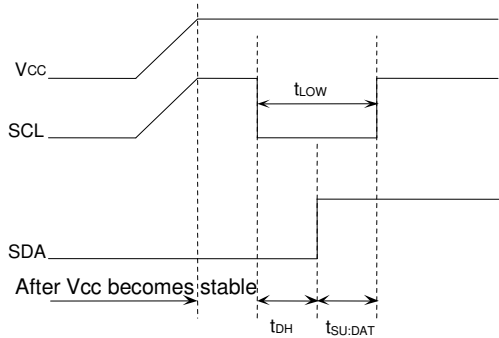 VCC
tLOW
SCL
SDA
After Vcc becomes stable
tDH
tSU:DAT